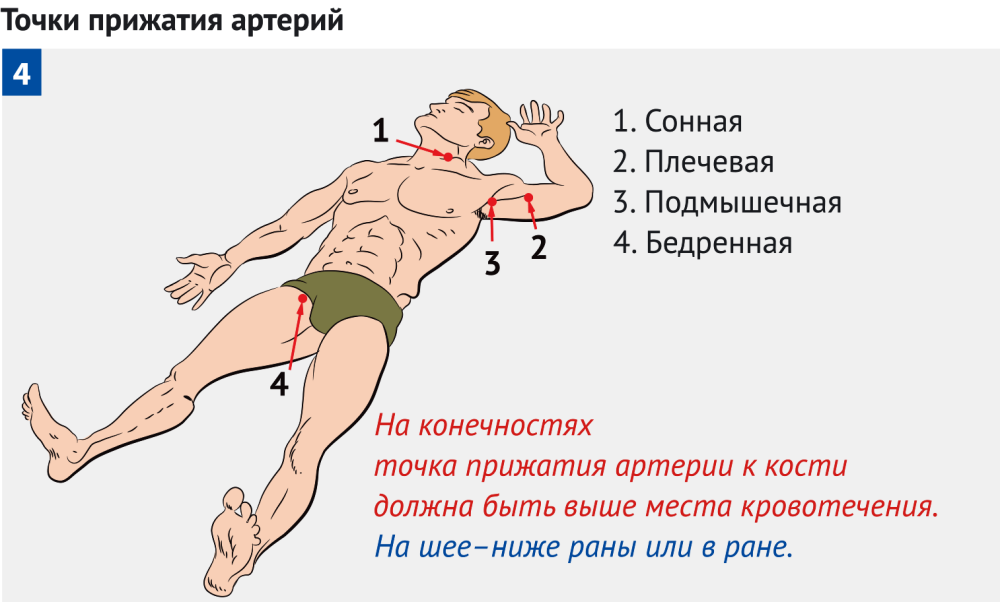 Точки прижатия артерий
4
1
1. Сонная
2. Плечевая
3. Подмышечная
4. Бедренная
2
3
4
На конечностях
точка прижатия артерии к кости
должна быть выше места кровотечения.
На шее–ниже раны или в ране.